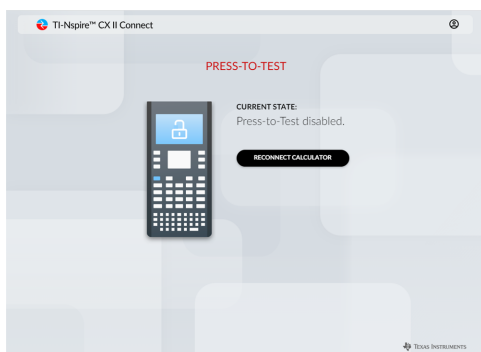 TI-Nspire™ CX II Connect
PRESS-TO-TEST
CURRENT STATE:
Press-to-Test disabled.
RECONNECT CALCULATOR
TEXAS INSTRUMENTS